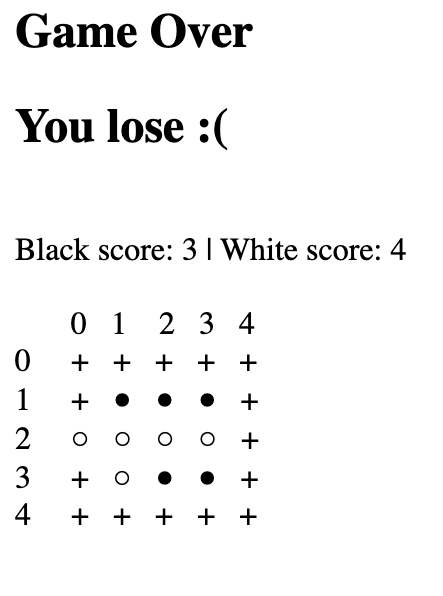 Game Over
You lose :(
Black score: 3 | White score: 4
0 1 2 3 4
0 + + + + +
1 + ● ● ● +
2 ○ ○ ○ ○ +
3 + ○ ● ● +
4 + + + + +